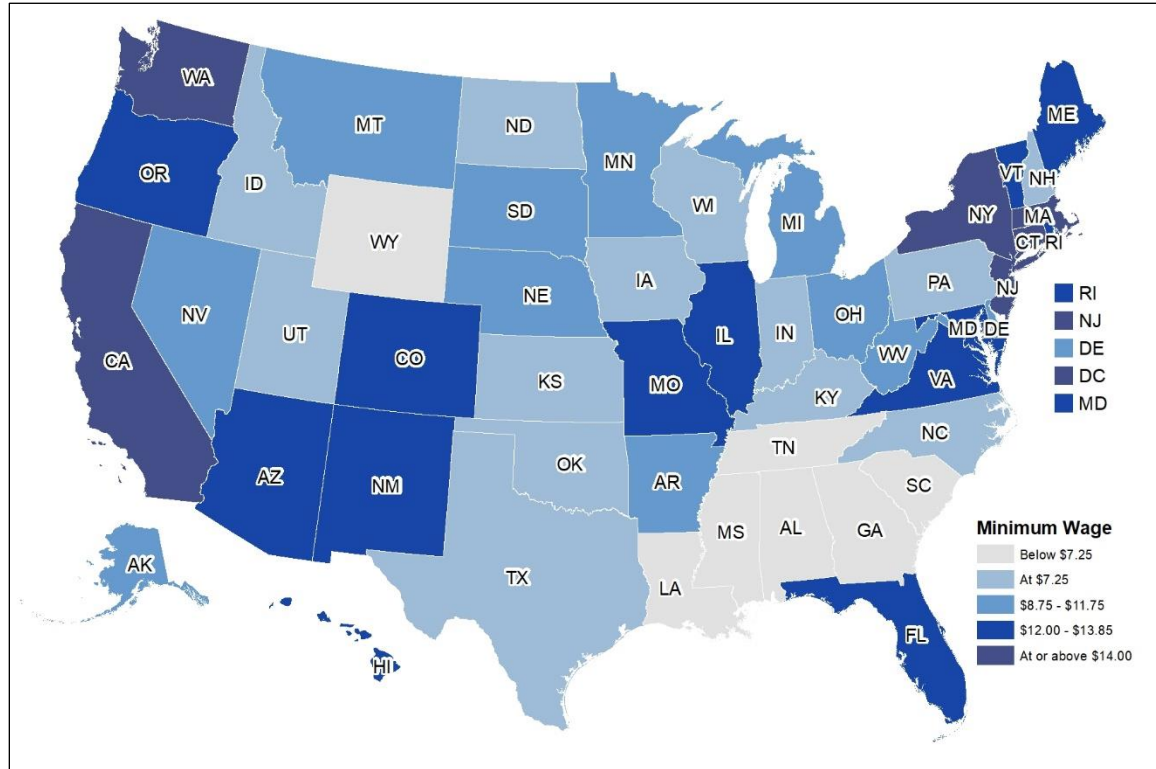 WA
MT
ND
MN
ME
OR
ID
SD
WI
MI
VT
NH
NY
MA
CT
RI
WY
NV
UT
CO
NE
IA
IL
IN
OH
PA
NJ
MD
DE
WV
VA
CA
KS
MO
KY
NC
AZ
NM
OK
AR
TN
SC
TX
LA
MS
AL
GA
FL
AK
HI
RI
NJ
DE
DC
MD
Minimum Wage
Below $7.25
At $7.25
$8.75 - $11.75
$12.00 - $13.85
At or above $14.00